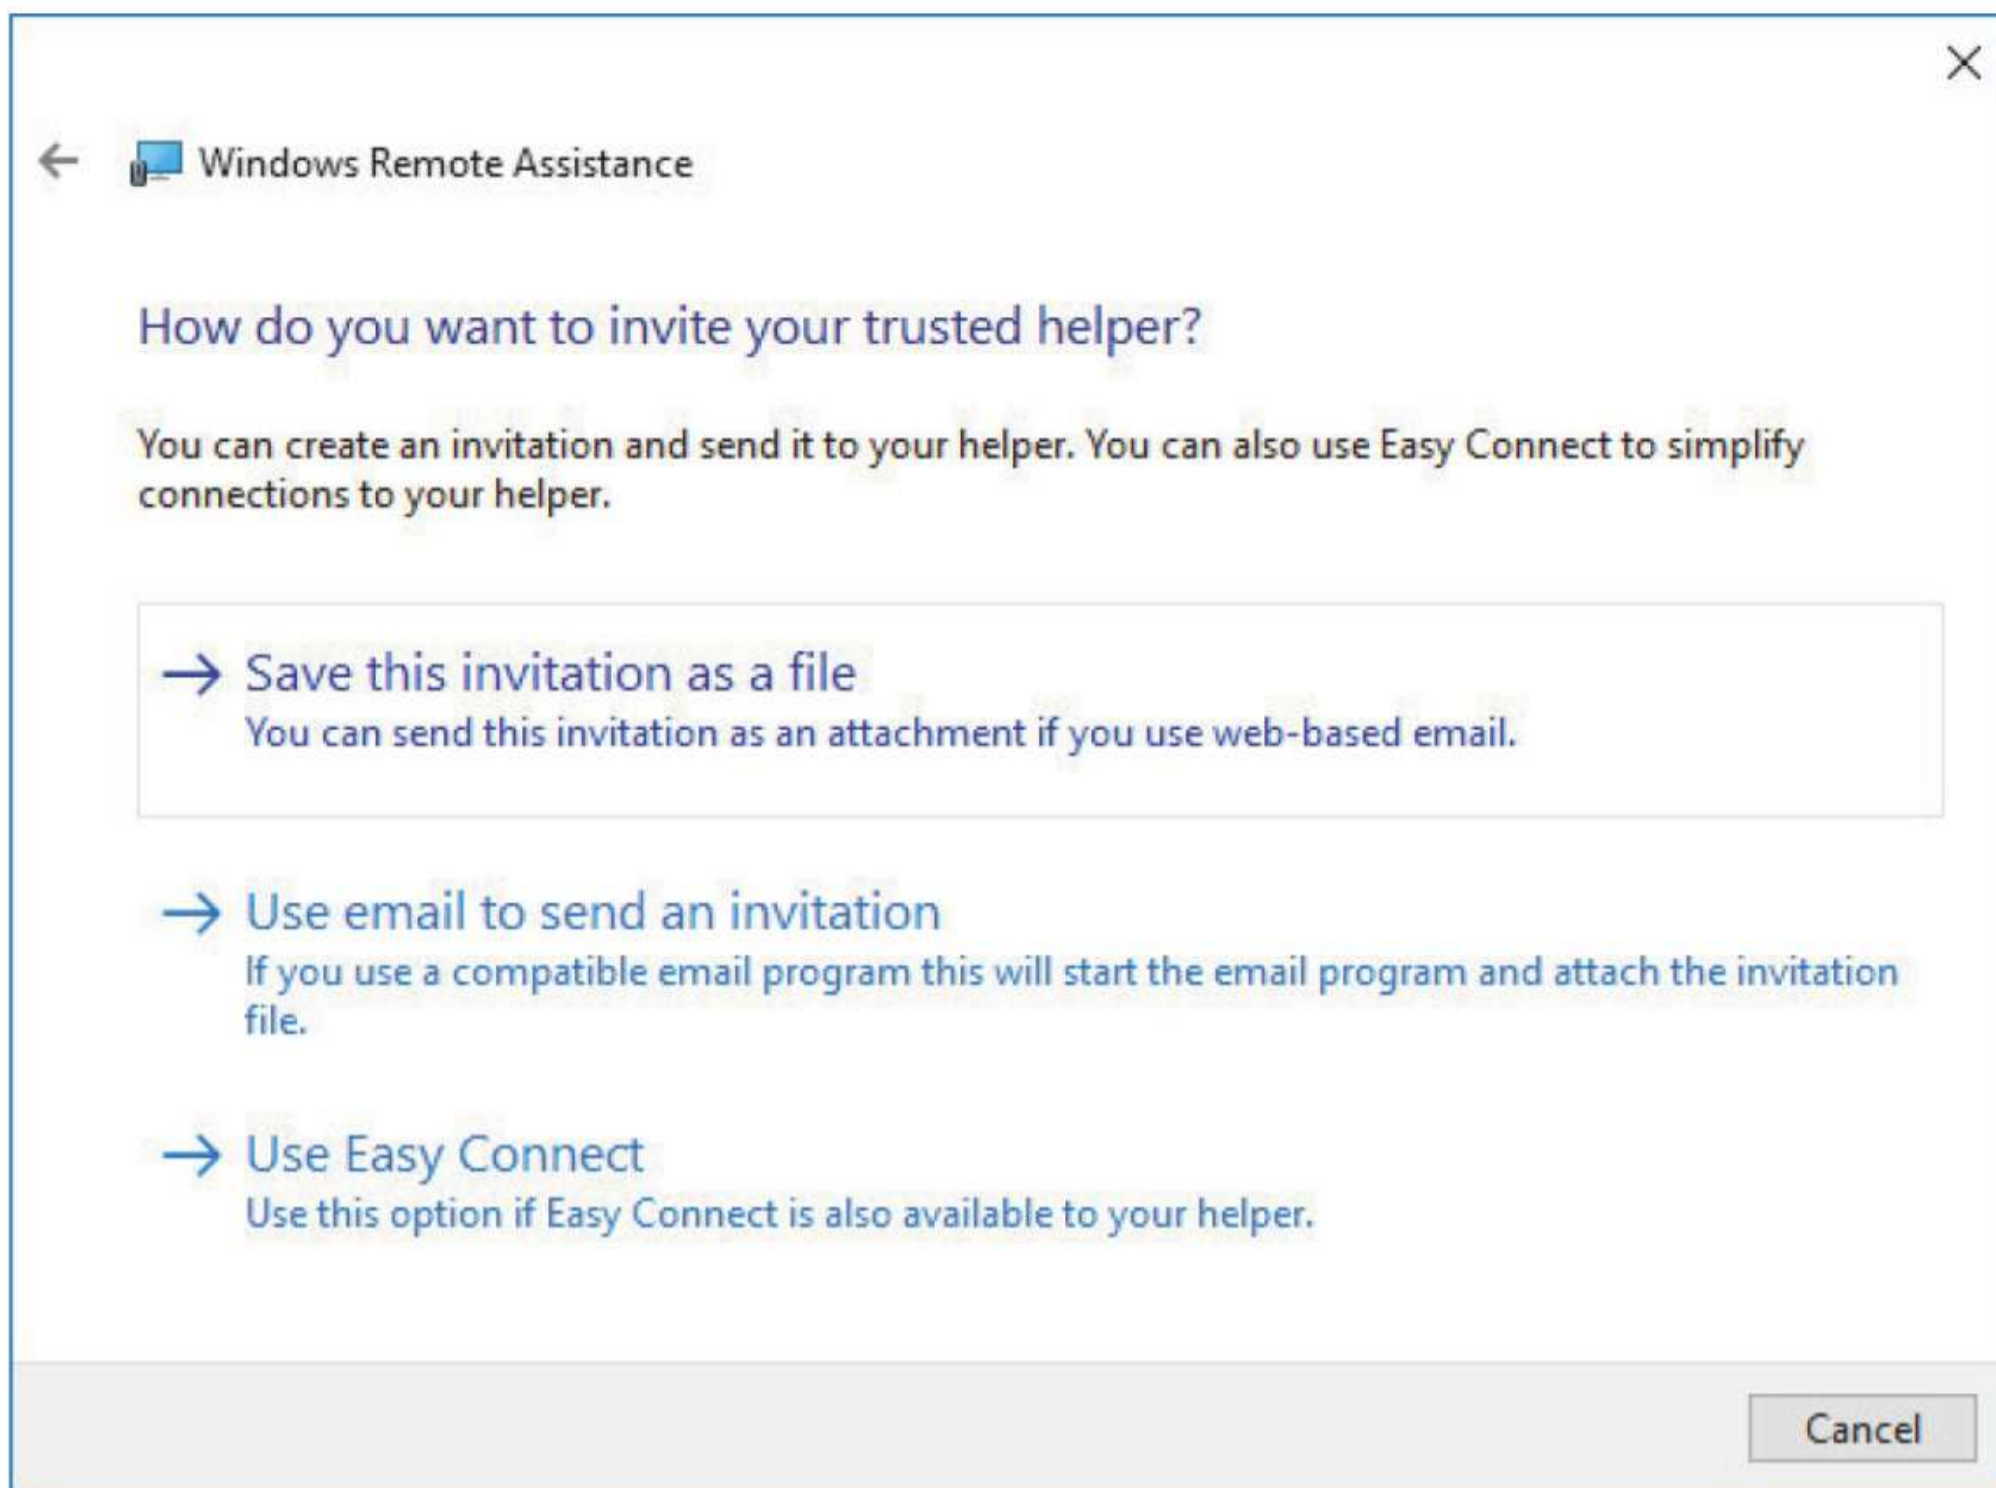 Windows Remote Assistance
How do you want to invite your trusted helper?
You can create an invitation and send it to your helper. You can also use Easy Connect to simplify
connections to your helper.
Save this invitation as a file
You can send this invitation as an attachment if you use web-based email.
Use email to send an invitation
If you use a compatible email program this will start the email program and attach the invitation
file.
Use Easy Connect
Use this option if Easy Connect is also available to your helper.
Cancel